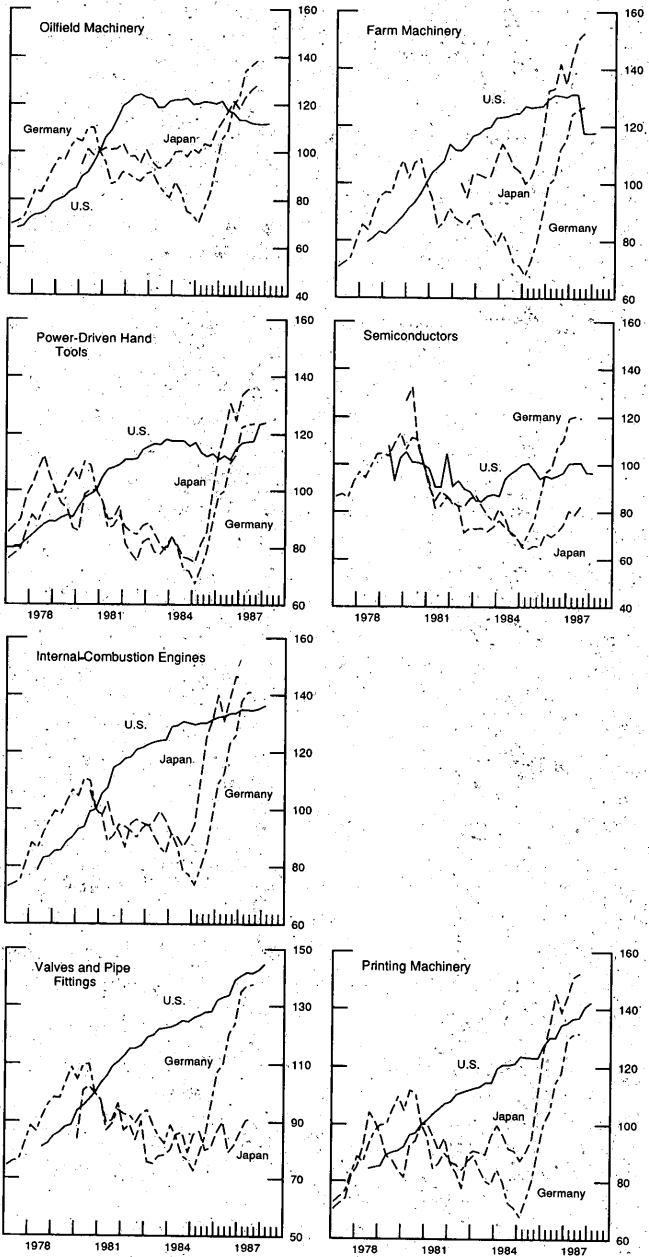 Oilfield Machinery
Germany
Japan
U.S.
160
140
120
100
80
60
40
Farm Machinery
U.S.
Japan
Germany
160
140
120
100
80
60
Power-Driven Hand
Tools
U.S.
Japan
Germany
160
140
120
100
80
60
1978
1981
1984
1987
Semiconductors
Germany
U.S.
Japan
160
140
120
100
80
60
40
1978
1981
1984
1987
Internal-Combustion Engines
U.S.
Japan
Germany
160
140
120
100
80
60
Valves and Pipe
Fittings
U.S.
Germany
Japan
150
130
110
90
70
50
1978
1981
1984
1987
Printing Machinery
U.S.
Japan
Germany
160
140
120
100
80
60
1978
1981
1984
1987